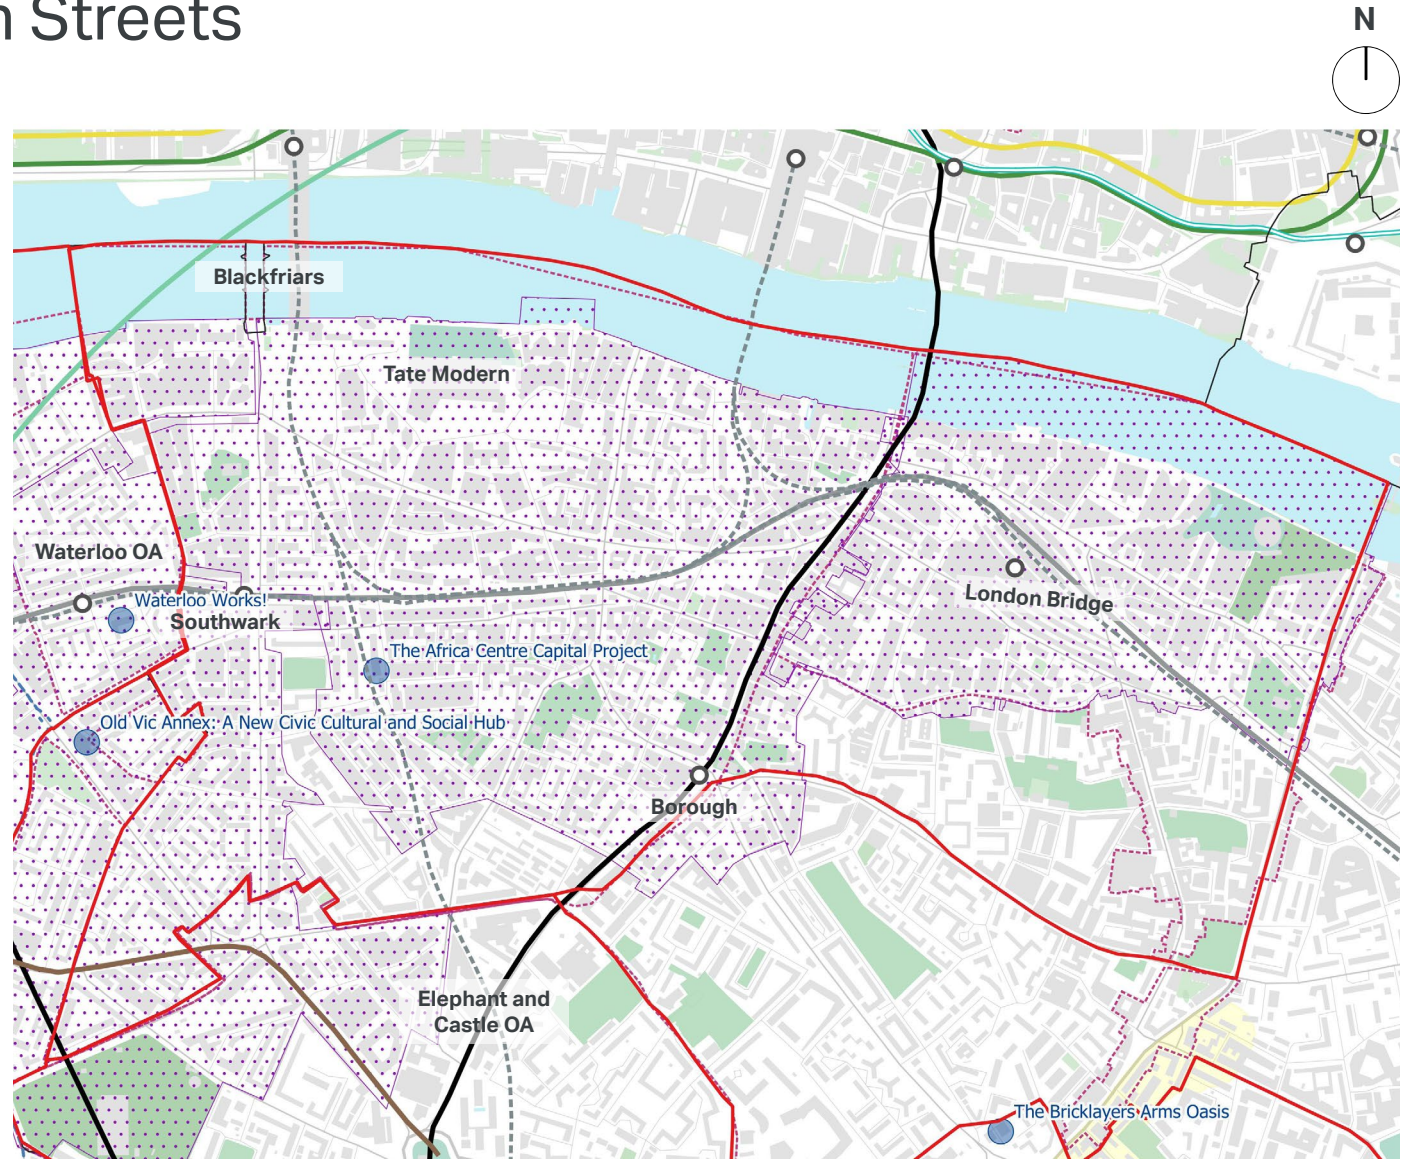 n Streets
N
Blackfriars
Tate Modern
Waterloo OA
Waterloo Works!
Southwark
London Bridge
The Africa Centre Capital Project
Old Vic Annex: A New Civic Cultural and Social Hub
Borough
Elephant and
Castle OA
The Bricklayers Arms Oasis